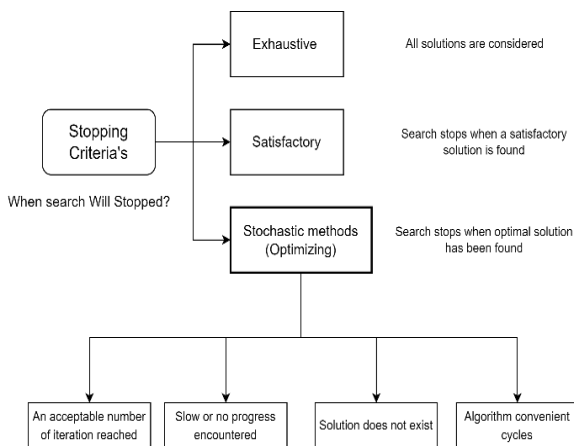 Exhaustive
All solutions are considered
Stopping
Criteria's
Satisfactory
Search stops when a satisfactory
solution is found
When search Will Stopped?
Stochastic methods
(Optimizing)
Search stops when optimal solution
has been found
An acceptable number
of iteration reached
Slow or no progress
encountered
Solution does not exist
Algorithm convenient
cycles